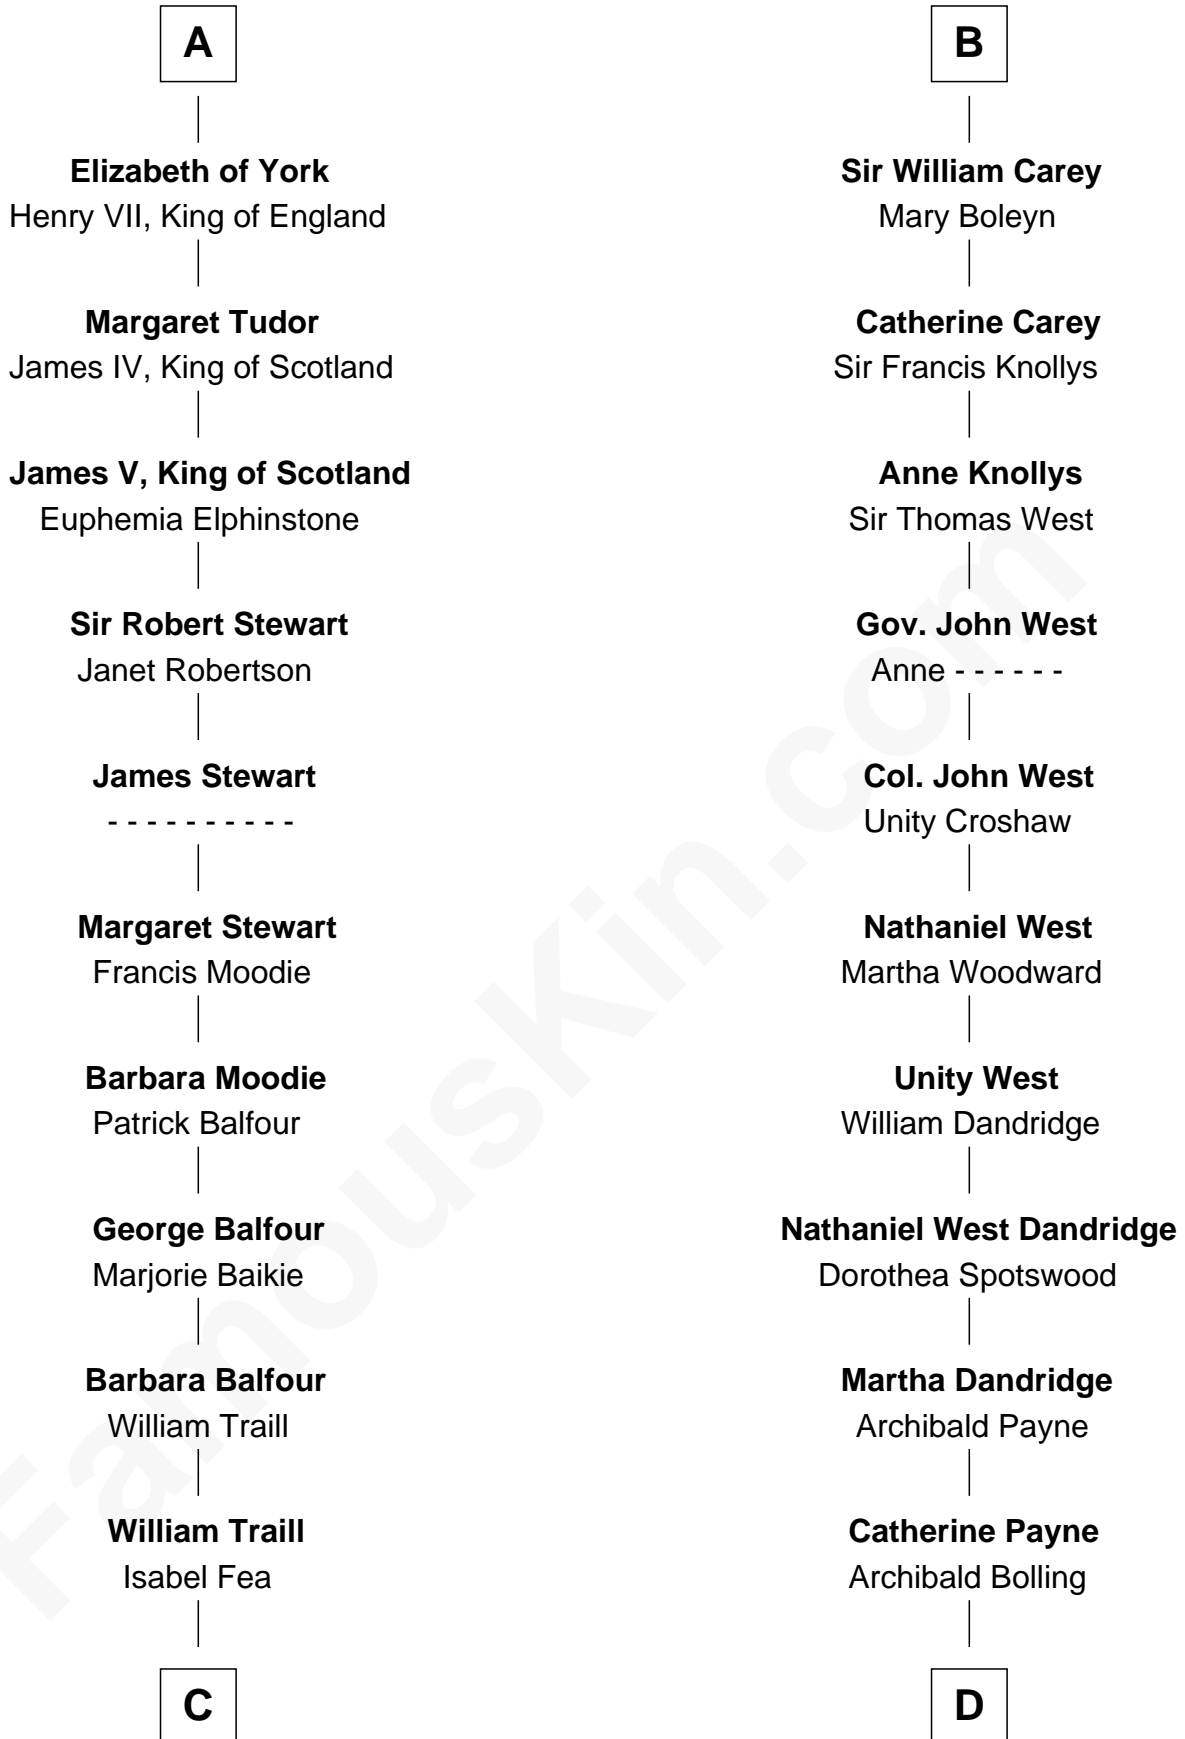 A
Elizabeth of York
Henry VII, King of England
Margaret Tudor
James IV, King of Scotland
James V, King of Scotland
Euphemia Elphinstone
Sir Robert Stewart
Janet Robertson
James Stewart
- - - - - - - - - -
Margaret Stewart
Francis Moodie
Barbara Moodie
Patrick Balfour
George Balfour
Marjorie Baikie
Barbara Balfour
William Traill
William Traill
Isabel Fea
C
B
Sir William Carey
Mary Boleyn
Catherine Carey
Sir Francis Knollys
Anne Knollys
Sir Thomas West
Gov. John West
Anne - - - - - -
Col. John West
Unity Croshaw
Nathaniel West
Martha Woodward
Unity West
William Dandridge
Nathaniel West Dandridge
Dorothea Spotswood
Martha Dandridge
Archibald Payne
Catherine Payne
Archibald Bolling
D
FamousKin.com